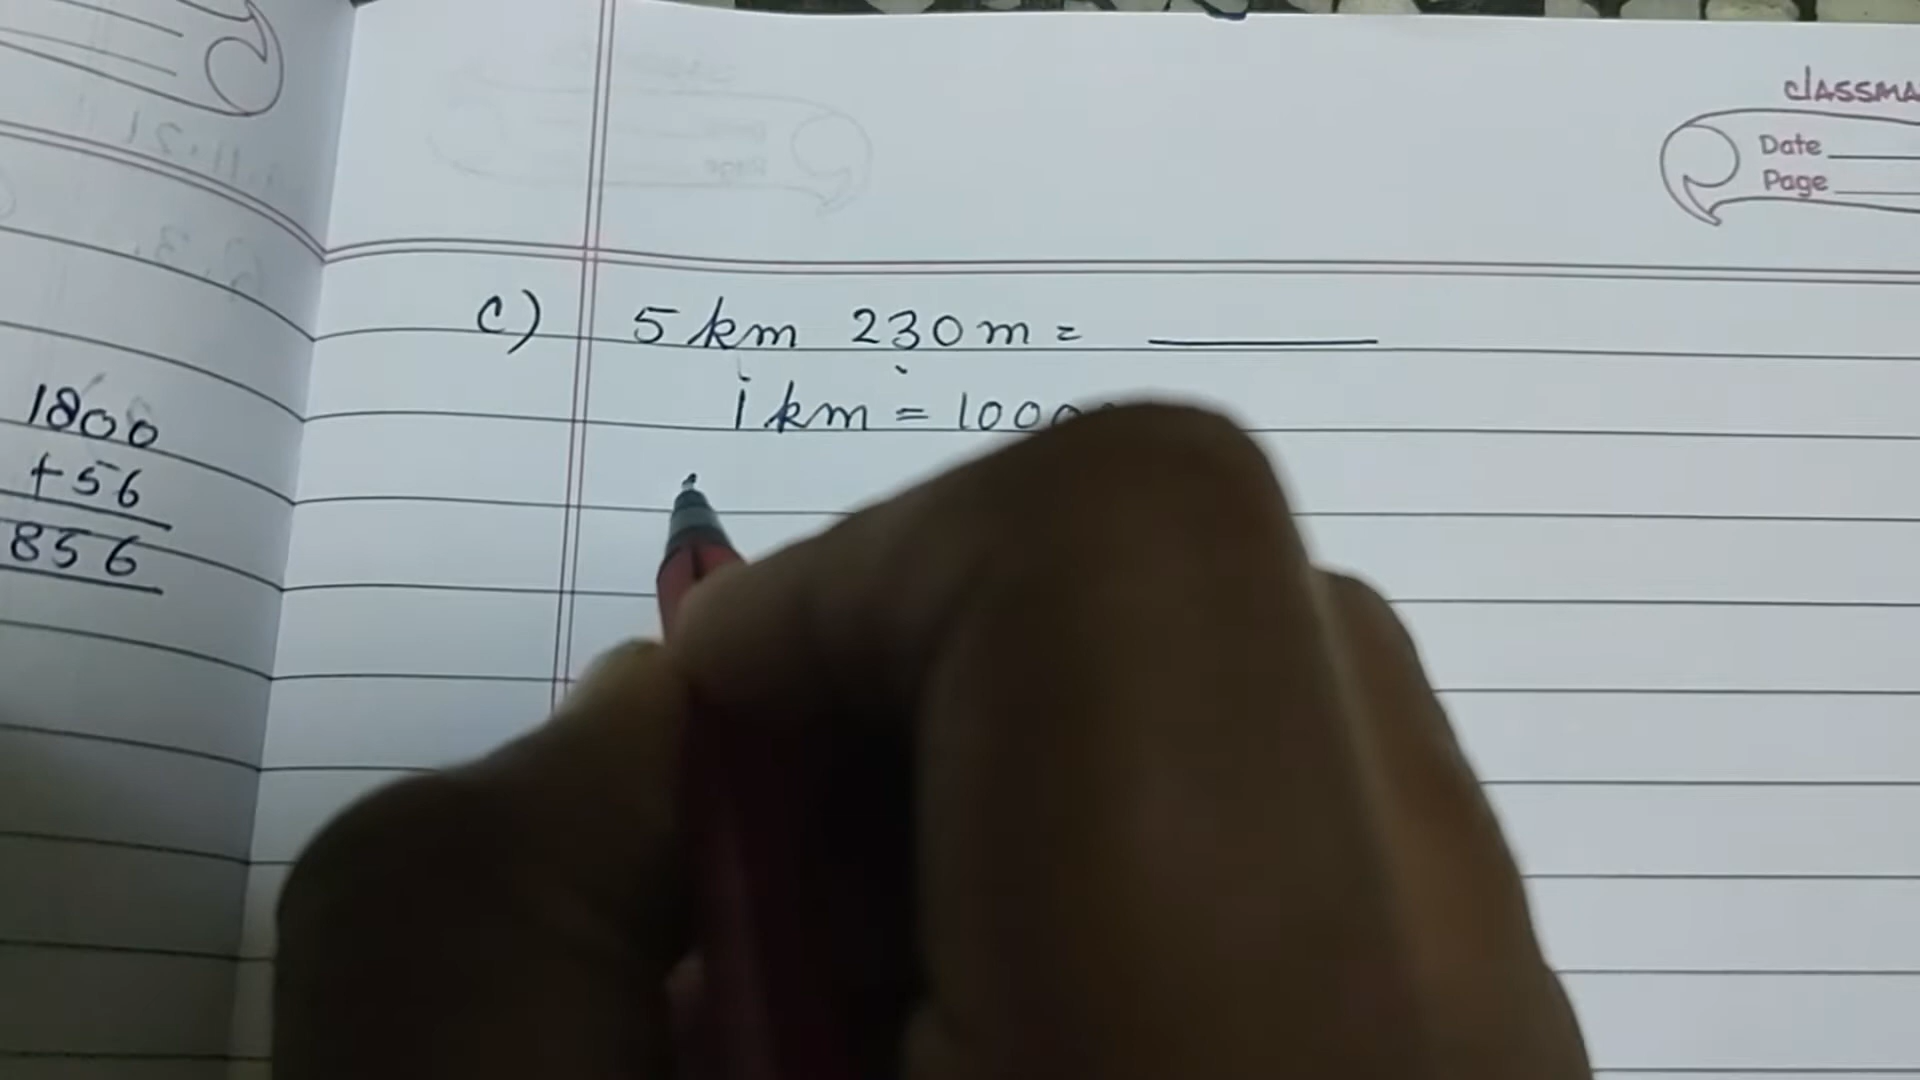 1800
+56
856
classma
Date
Page
c) 5 km 230 m =
1 km = 1000